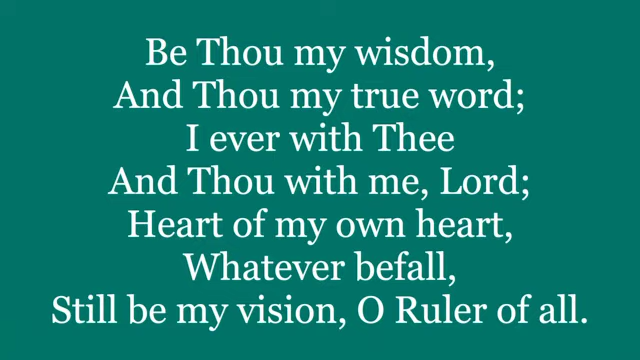 Be Thou my wisdom,
And Thou my true word;
I ever with Thee
And Thou with me, Lord;
Heart of my own heart,
Whatever befall,
Still be my vision, O Ruler of all.